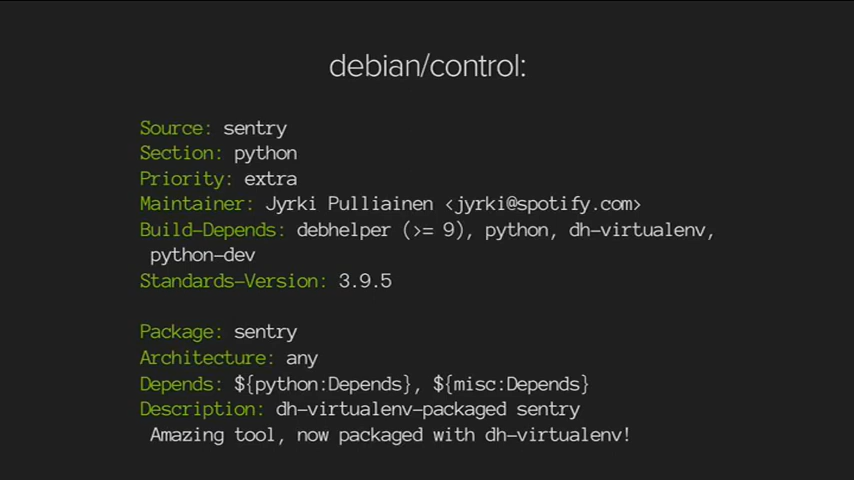 debian/control:
Source: sentry
Section: python
Priority: extra
Maintainer: Jyrki Pulliainen <jyrki@spotify.com>
Build-Depends: debhelper (>= 9), python, dh-virtualenv,
python-dev
Standards-Version: 3.9.5
Package: sentry
Architecture: any
Depends: ${python:Depends}, ${misc:Depends}
Description: dh-virtualenv-packaged sentry
Amazing tool, now packaged with dh-virtualenv!